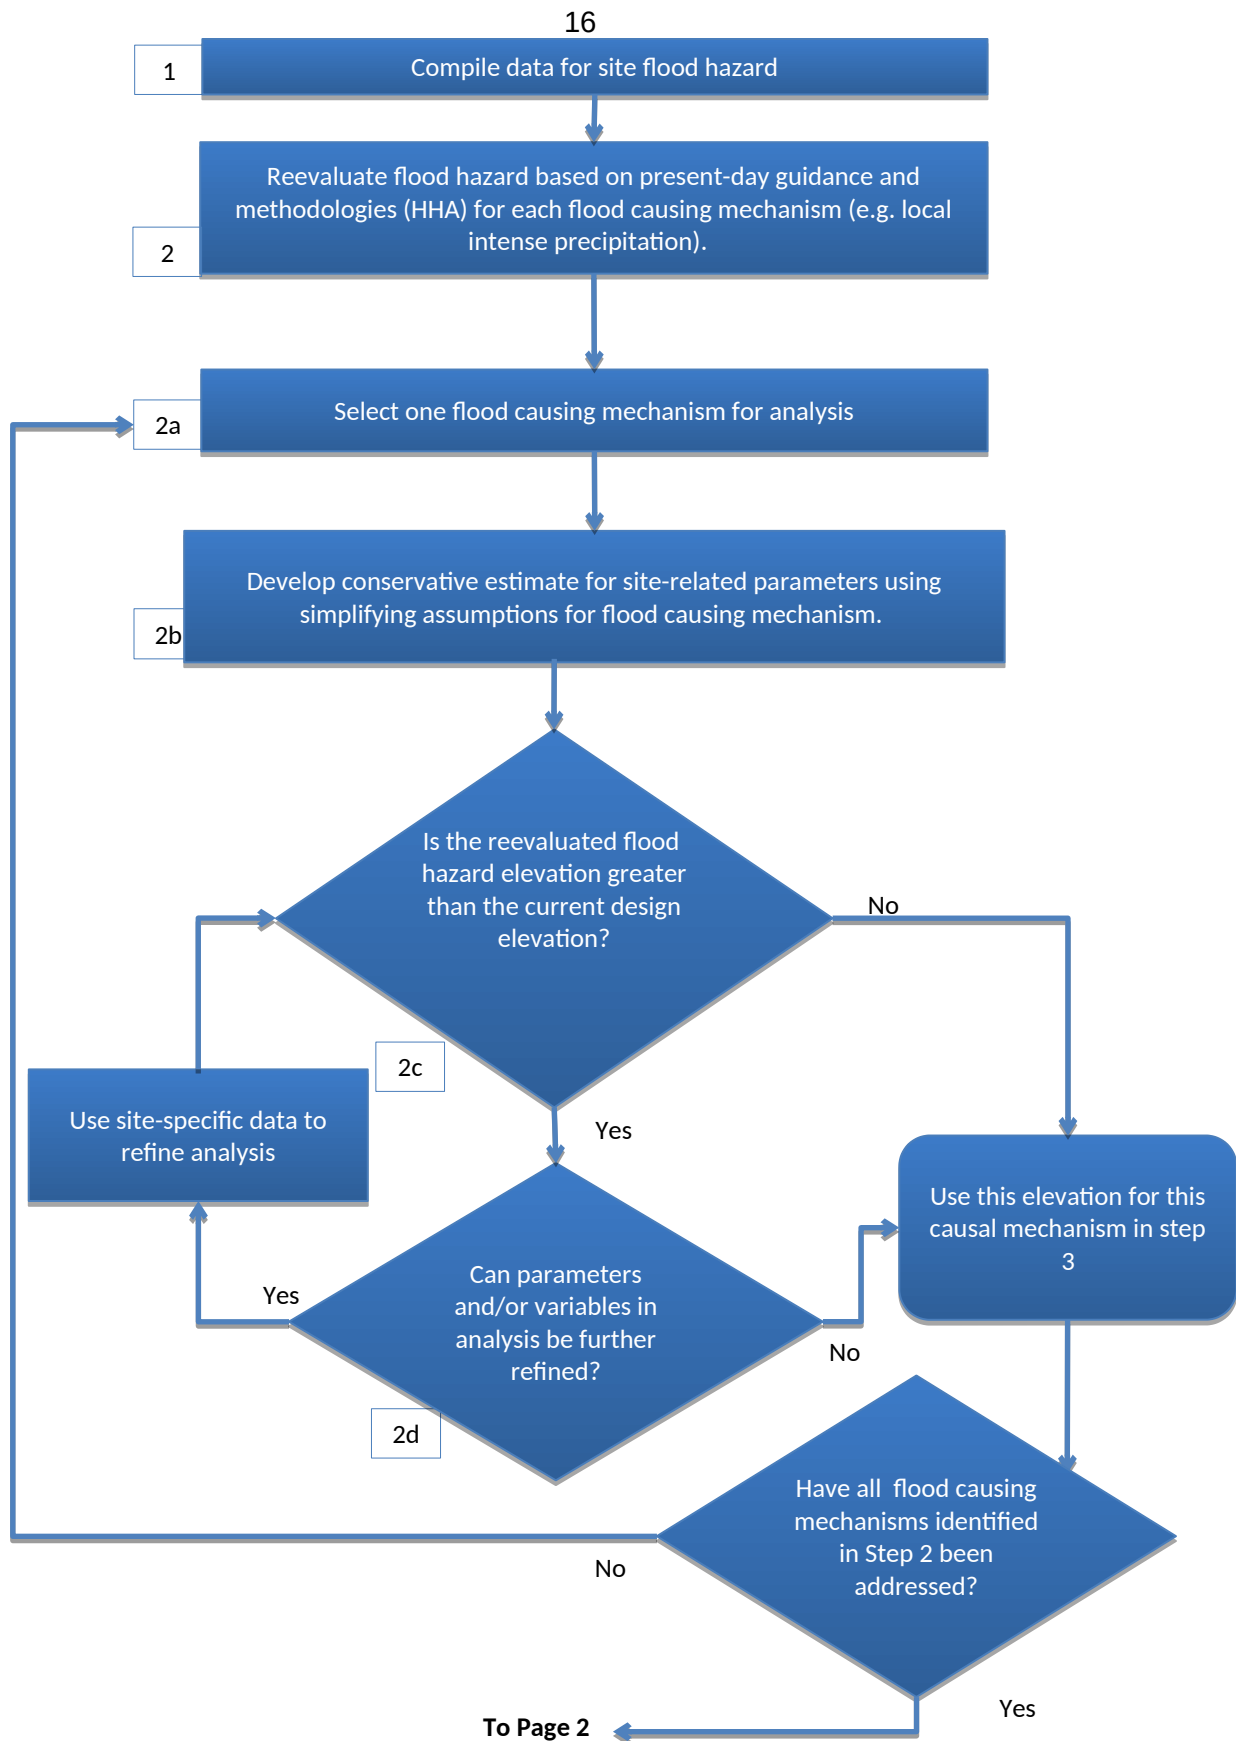 16
1
Compile data for site flood hazard
Reevaluate flood hazard based on present-day guidance and
methodologies (HHA) for each flood causing mechanism (e.g. local
intense precipitation).
2
Select one flood causing mechanism for analysis
2a
Develop conservative estimate for site-related parameters using
simplifying assumptions for flood causing mechanism.
2b
Is the reevaluated flood
hazard elevation greater
than the current design
elevation?
No
2c
Use site-specific data to
refine analysis
Yes
Use this elevation for this
causal mechanism in step
3
Yes
Can parameters
and/or variables in
analysis be further
refined?
No
2d
Have all  flood causing
mechanisms identified
in Step 2 been
addressed?
No
Yes
To Page 2